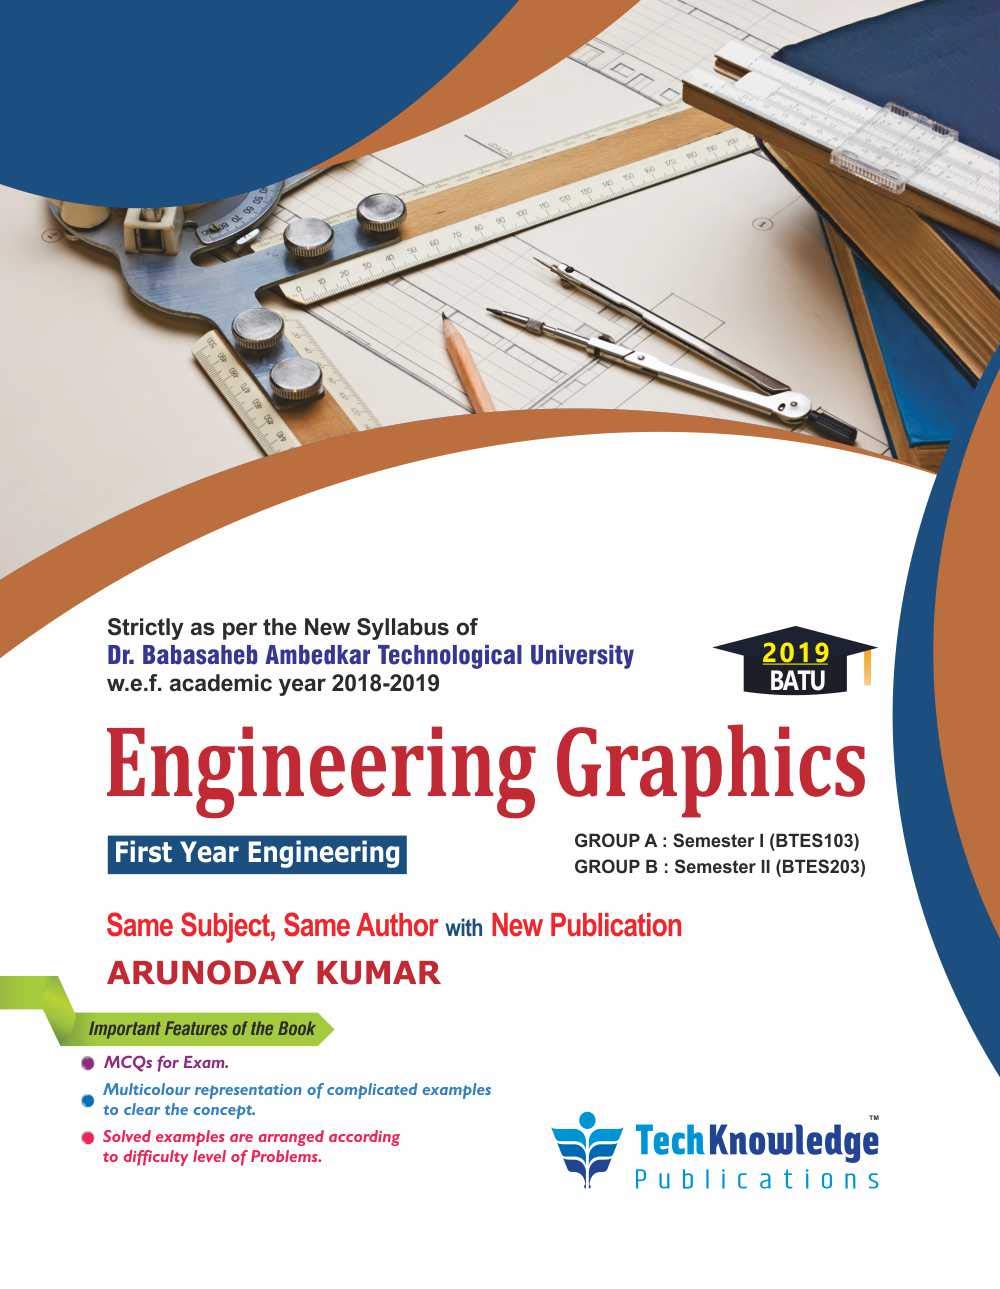 Strictly as per the New Syllabus of
Dr. Babasaheb Ambedkar Technological University
w.e.f. academic year 2018-2019
2019
BATU
Engineering Graphics
First Year Engineering
GROUP A : Semester I (BTES103)
GROUP B : Semester II (BTES203)
Same Subject, Same Author with New Publication
ARUNODAY KUMAR
Important Features of the Book
MCQs for Exam.
Multicolour representation of complicated examples
to clear the concept.
Solved examples are arranged according
to difficulty level of Problems.
TechKnowledge™
Publications